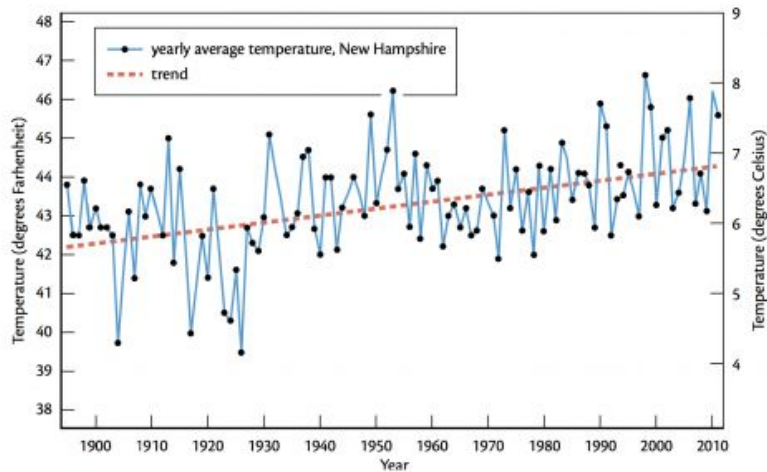 48
47
46
45
44
43
42
41
40
39
38
Temperature (degrees Farhenheit)
yearly average temperature, New Hampshire
trend
9
8
7
6
5
4
Temperature (degrees Celsius)
1900 1910 1920 1930 1940 1950 1960 1970 1980 1990 2000 2010
Year